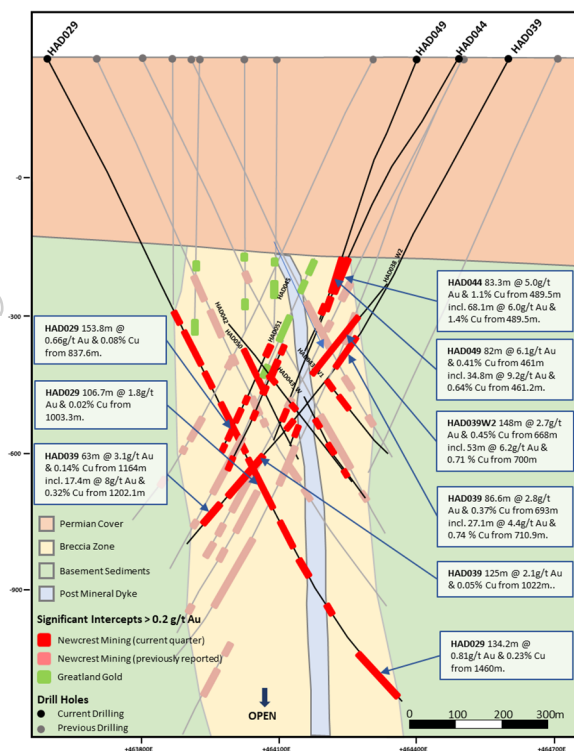 HAD029
HAD049
HAD044
HAD039
-0
-300
-600
-900
HAD042
HAD050
HAD051
HAD041
HAD038_W2
HAD044 83.3m @ 5.0g/t
Au & 1.1% Cu from 489.5m
incl. 68.1m @ 6.0g/t Au &
1.4% Cu from 489.5m.
HAD049 82m @ 6.1g/t Au &
0.41% Cu from 461m
incl. 34.8m @ 9.2g/t Au &
0.64% Cu from 461.2m.
HAD039W2 148m @ 2.7g/t
Au & 0.45% Cu from 668m
incl. 53m @ 6.2g/t Au &
0.71 % Cu from 700m
HAD039 86.6m @ 2.8g/t Au &
0.37% Cu from 693m
incl. 27.1m @ 4.4g/t Au &
0.74 % Cu from 710.9m.
HAD039 125m @ 2.1g/t Au &
0.05% Cu from 1022m..
HAD029 134.2m @
0.81g/t Au & 0.23% Cu
from 1460m.
HAD029 153.8m @
0.66g/t Au & 0.08% Cu
from 837.6m.
HAD029 106.7m @ 1.8g/t
Au & 0.02% Cu from
1003.3m.
HAD039 63m @ 3.1g/t Au &
0.14% Cu from 1164m
incl. 17.4m @ 8g/t Au &
0.32% Cu from 1202.1m.
Permian Cover
Breccia Zone
Basement Sediments
Post Mineral Dyke
Significant Intercepts > 0.2 g/t Au
Newcrest Mining (current quarter)
Newcrest Mining (previously reported)
Greatland Gold
Drill Holes
Current Drilling
Previous Drilling
OPEN
0 100 200 300m
+463800E
+464100E
+464400E
+464700E